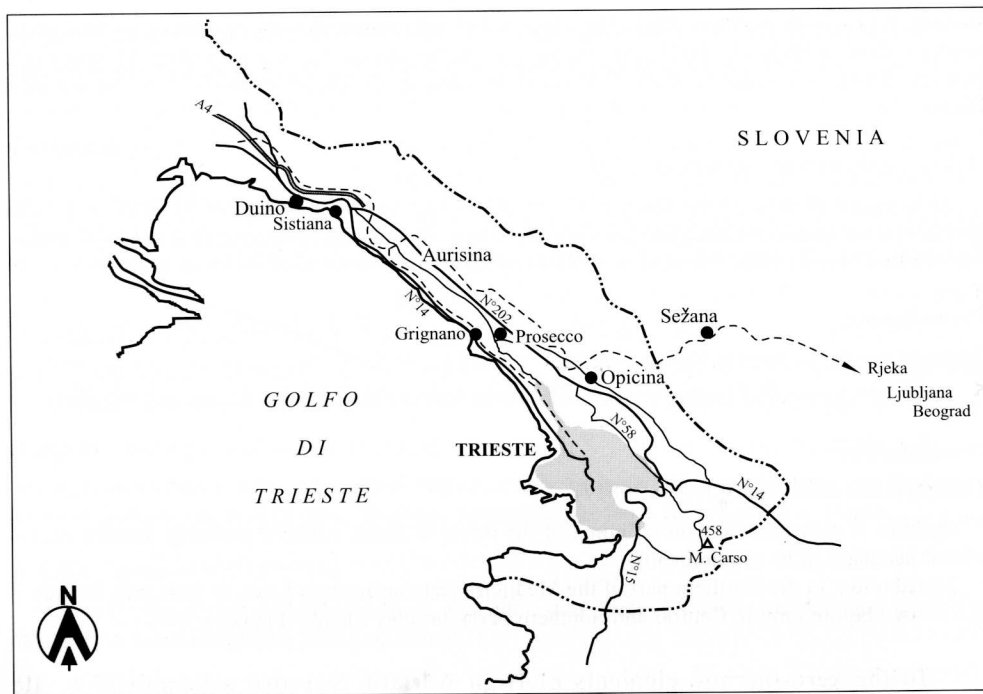 A4
SLOVENIA
Duino
Sistiana
Aurisina
N°14
N°202
Sežana
Grignano
Prosecco
Rjeka
Opicina
Ljubljana
Beograd
GOLFO
DI
TRIESTE
TRIESTE
N°58
N°14
458
M. Carso
N°15
N